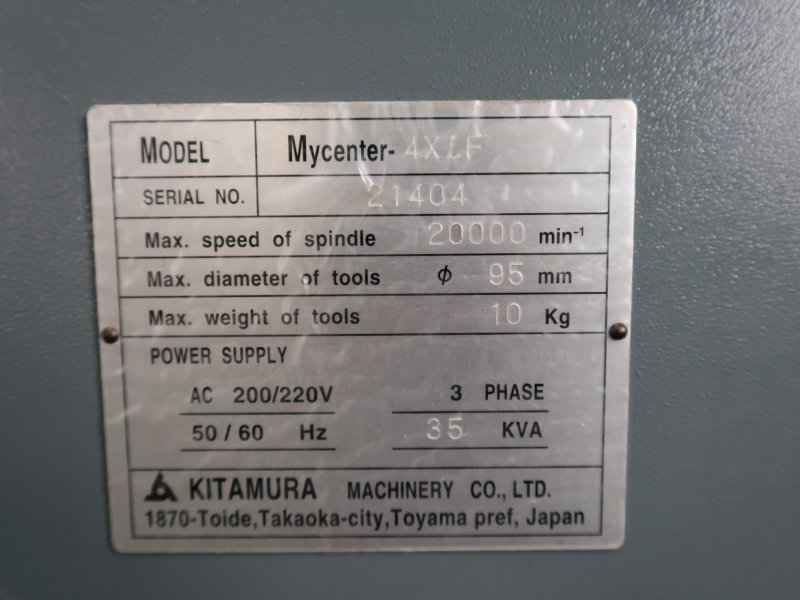 MODEL Mycenter-4XiF
SERIAL NO. 21404
Max. speed of spindle 20000 min-1
Max. diameter of tools ϕ 95 mm
Max. weight of tools 10 Kg
POWER SUPPLY
AC 200/220V 3 PHASE
50/60 Hz 35 KVA
KITAMURA MACHINERY CO., LTD.
1870-Toide,Takaoka-city,Toyama pref, Japan